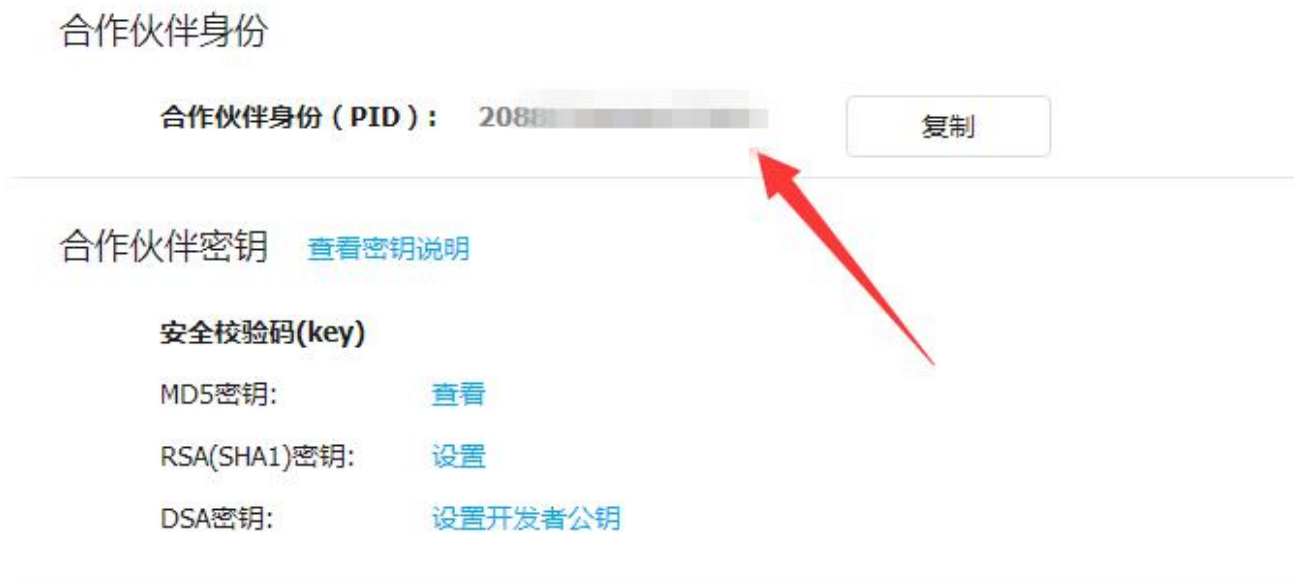 合作伙伴身份
合作伙伴身份（PID）： 2088 复制
合作伙伴密钥 查看密钥说明
安全校验码(key)
MD5密钥: 查看
RSA(SHA1)密钥: 设置
DSA密钥: 设置开发者公钥